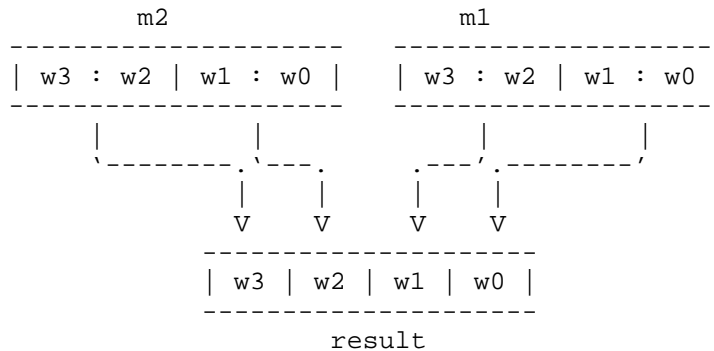 m2 m1
---------------------   --------------------
| w3 : w2 | w1 : w0 |   | w3 : w2 | w1 : w0
---------------------   --------------------
     |         |             |         |
     ‘--------.‘---.     .---’.--------’
              |    |     |    |
              V    V     V    V
            ---------------------
            | w3 | w2 | w1 | w0 |
            ---------------------
result